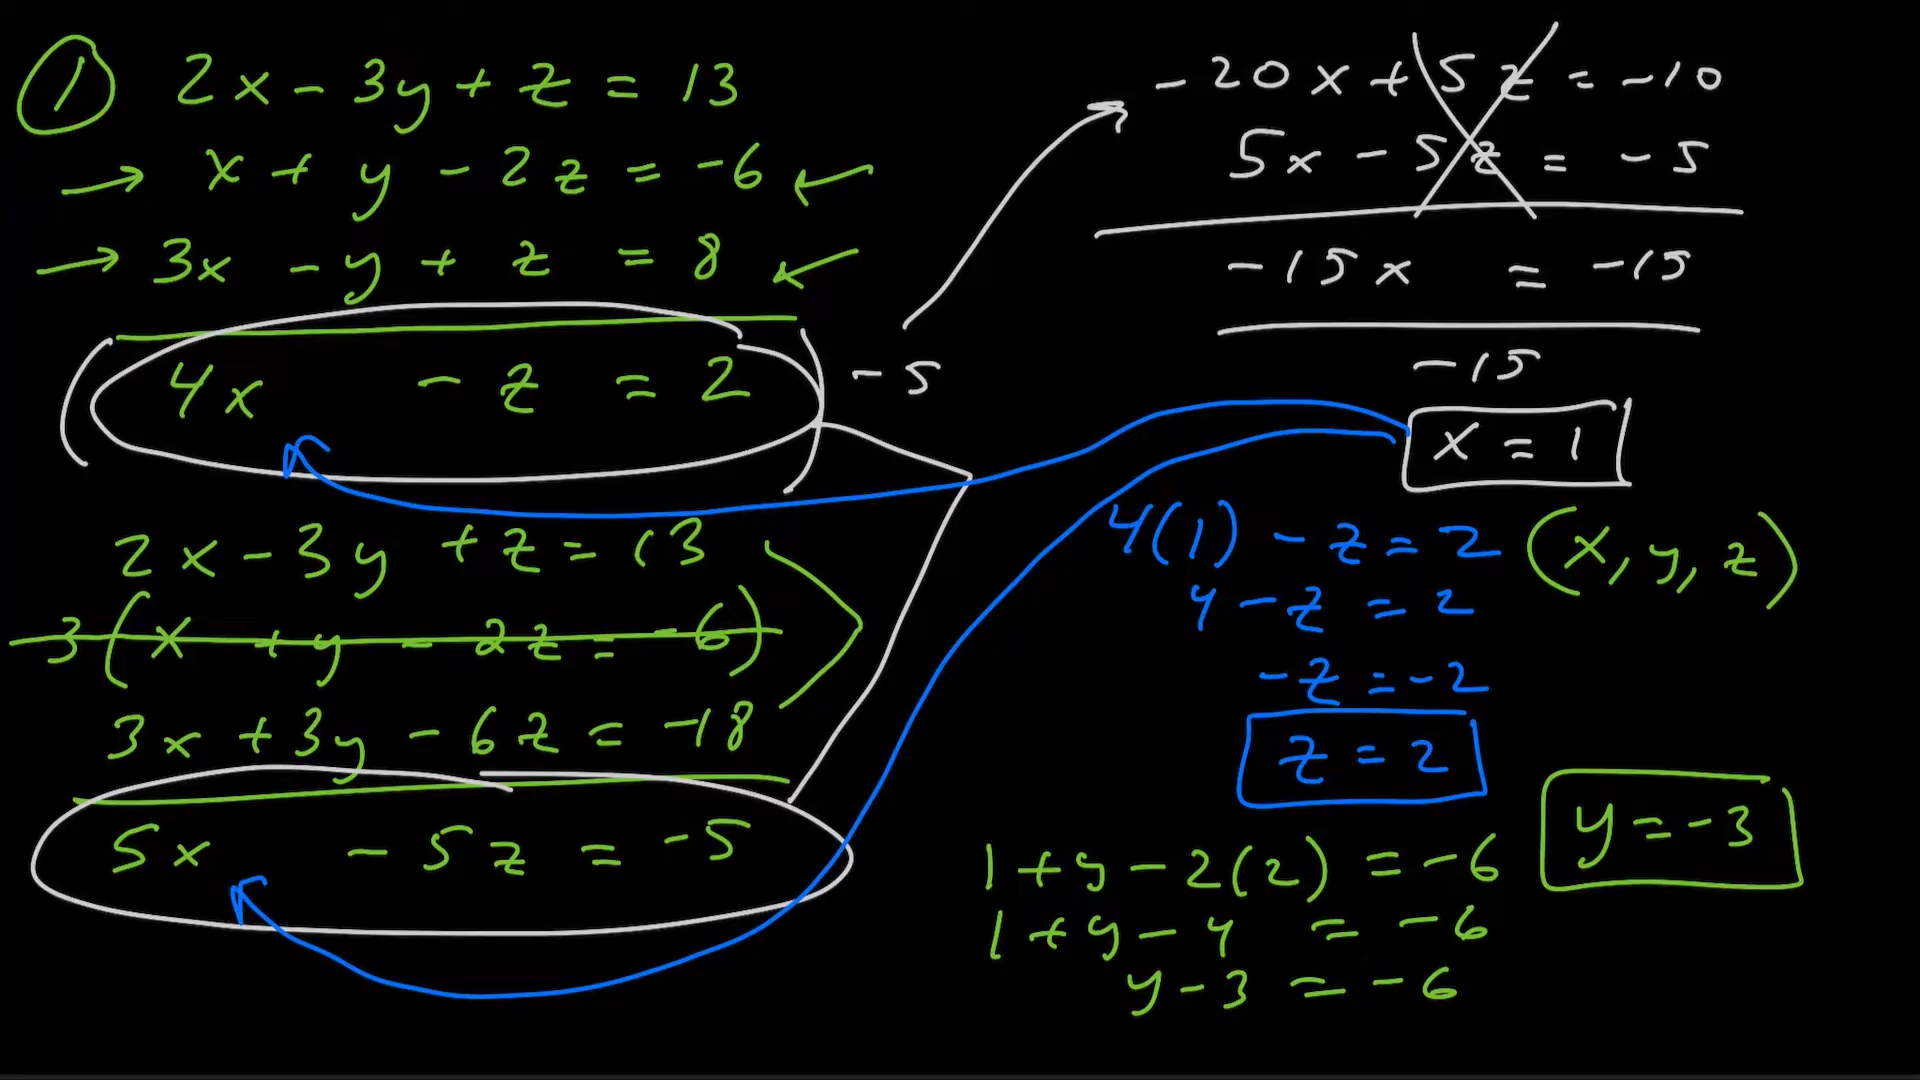 ① 2x - 3y + z = 13
→ x + y - 2z = -6 ←
→ 3x - y + z = 8 ←
(4x - z = 2) -5
2x - 3y + z = 13
3(x + y - 2z = -6)
3x + 3y - 6z = -18
5x - 5z = -5
-20x + 5z = -10
5x - 5z = -5
-15x = -15
-15
x = 1
4(1) - z = 2
(x, y, z)
4 - z = 2
-z = -2
z = 2
1 + y - 2(2) = -6
1 + y - 4 = -6
y - 3 = -6
y = -3